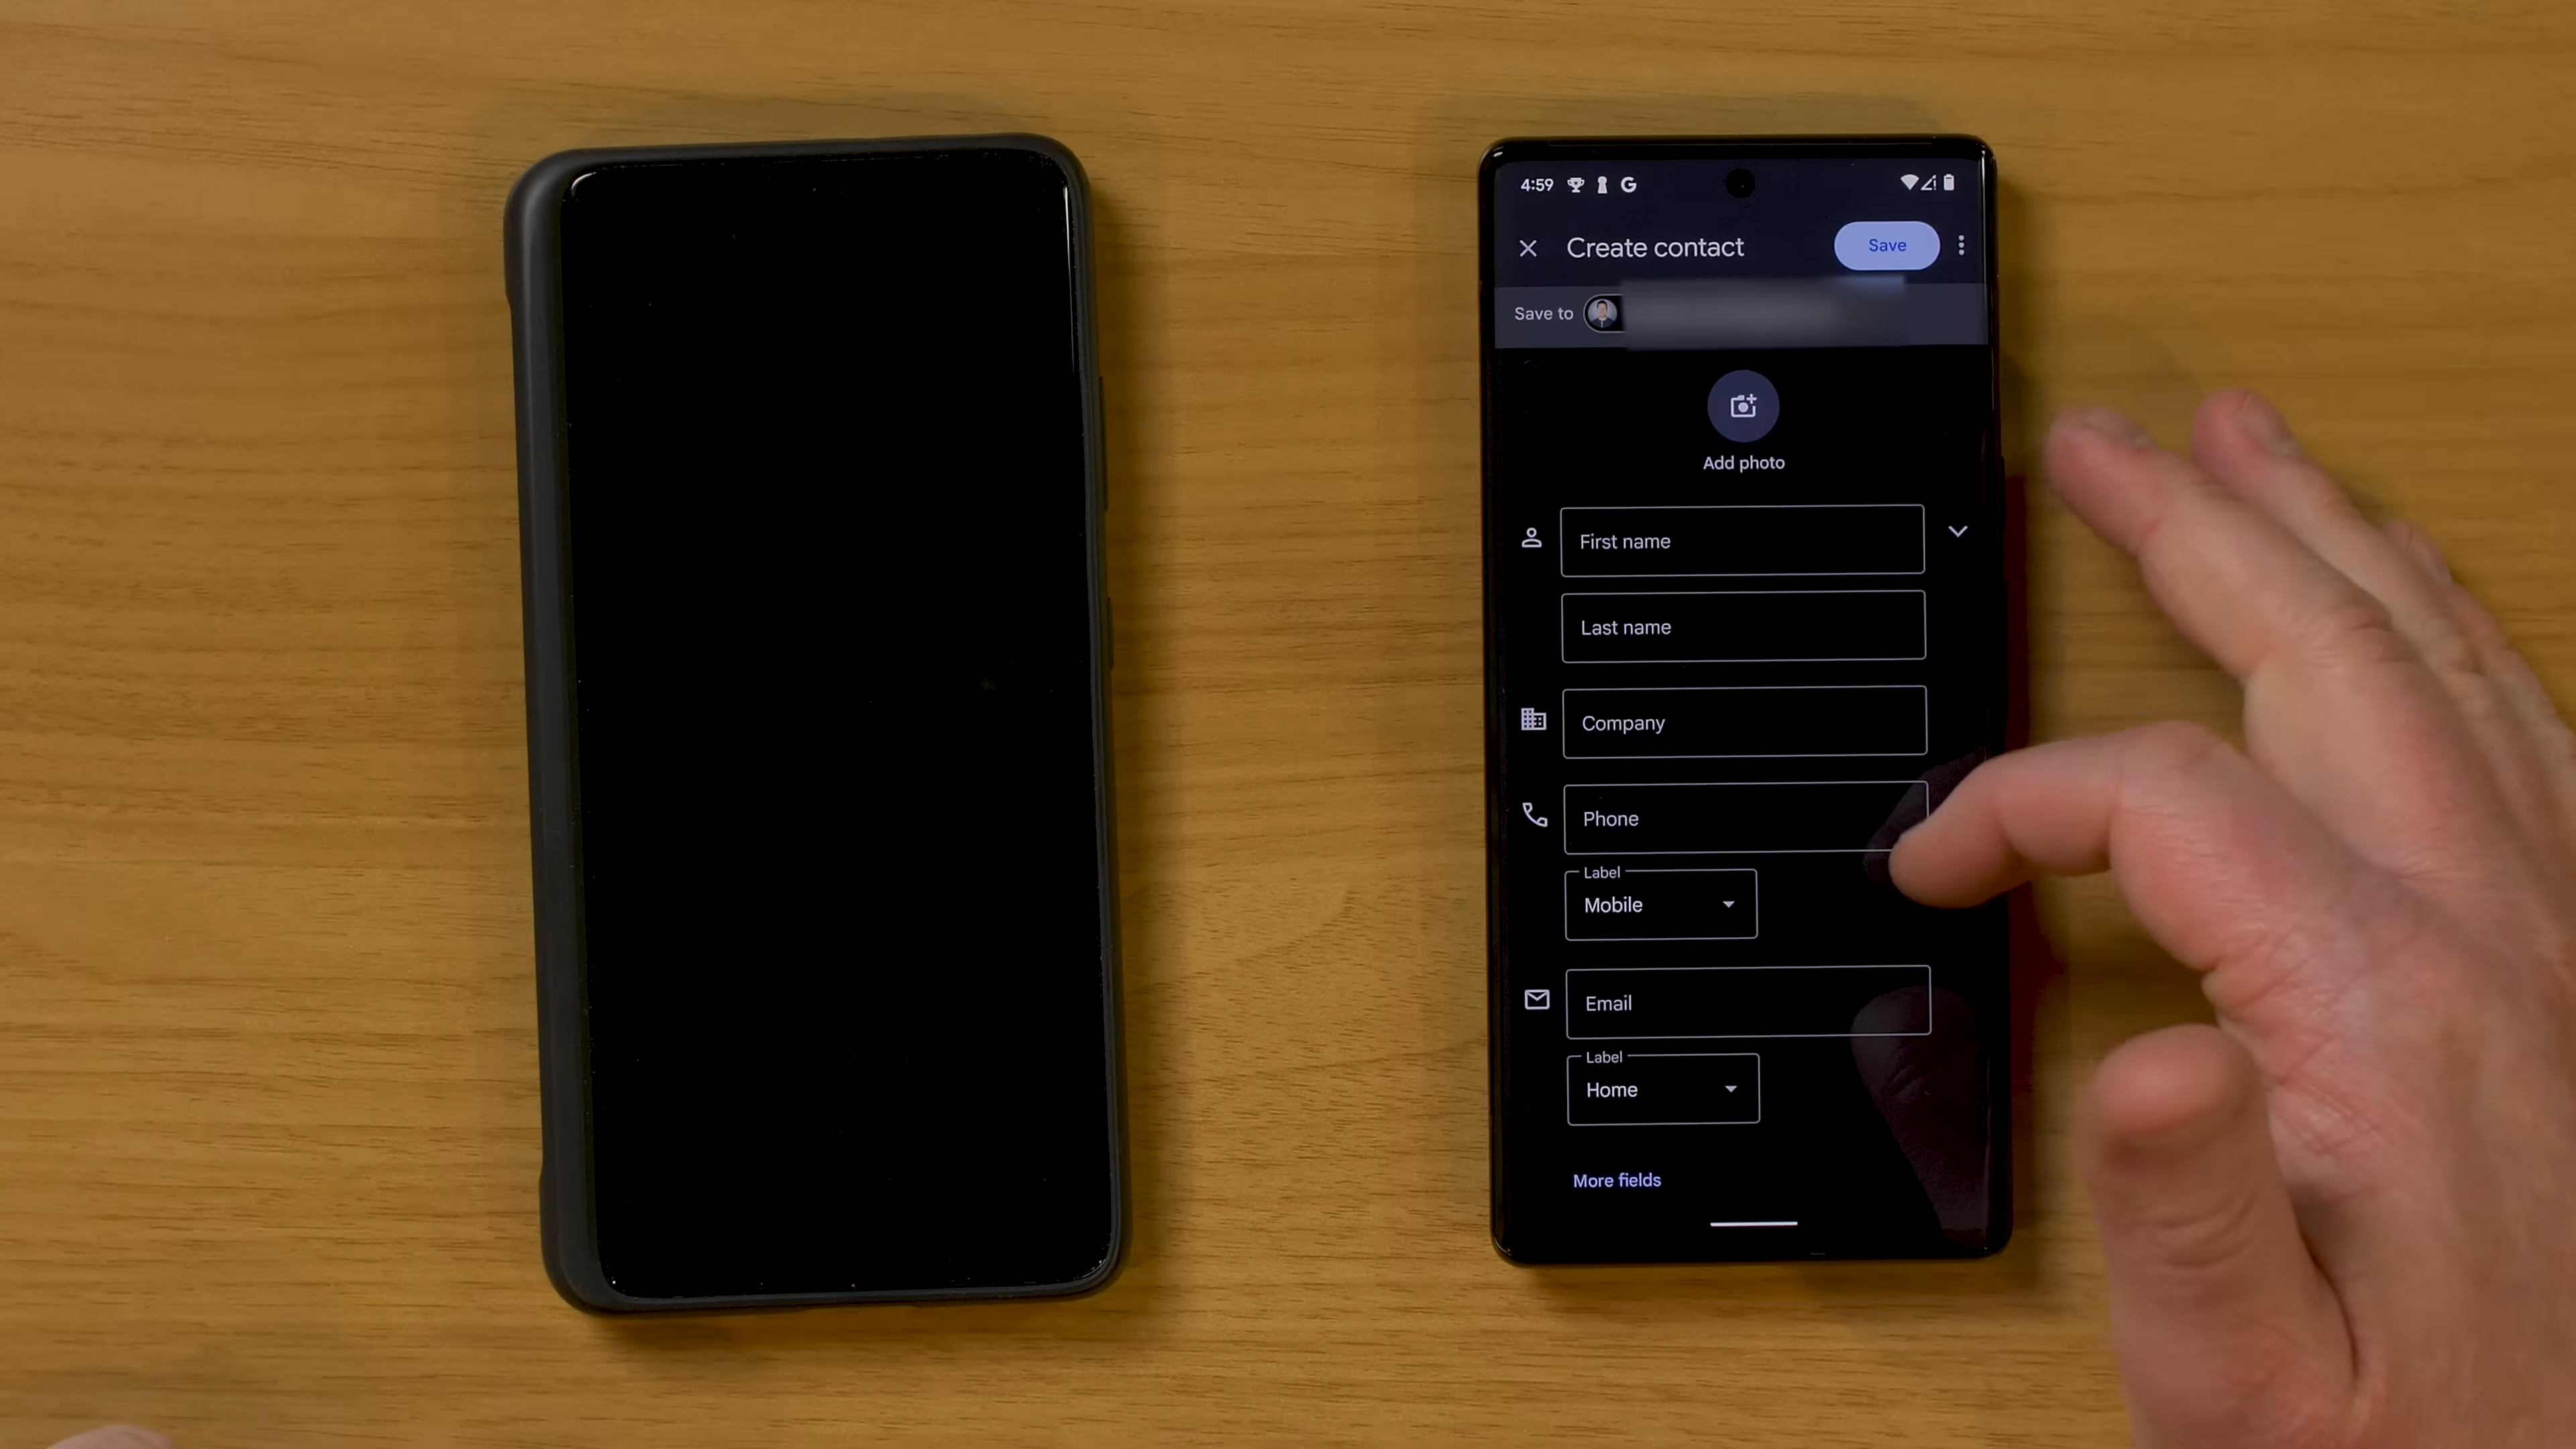 4:59
Create contact
Save
Save to
Add photo
First name
Last name
Company
Phone
Label
Mobile
Email
Label
Home
More fields